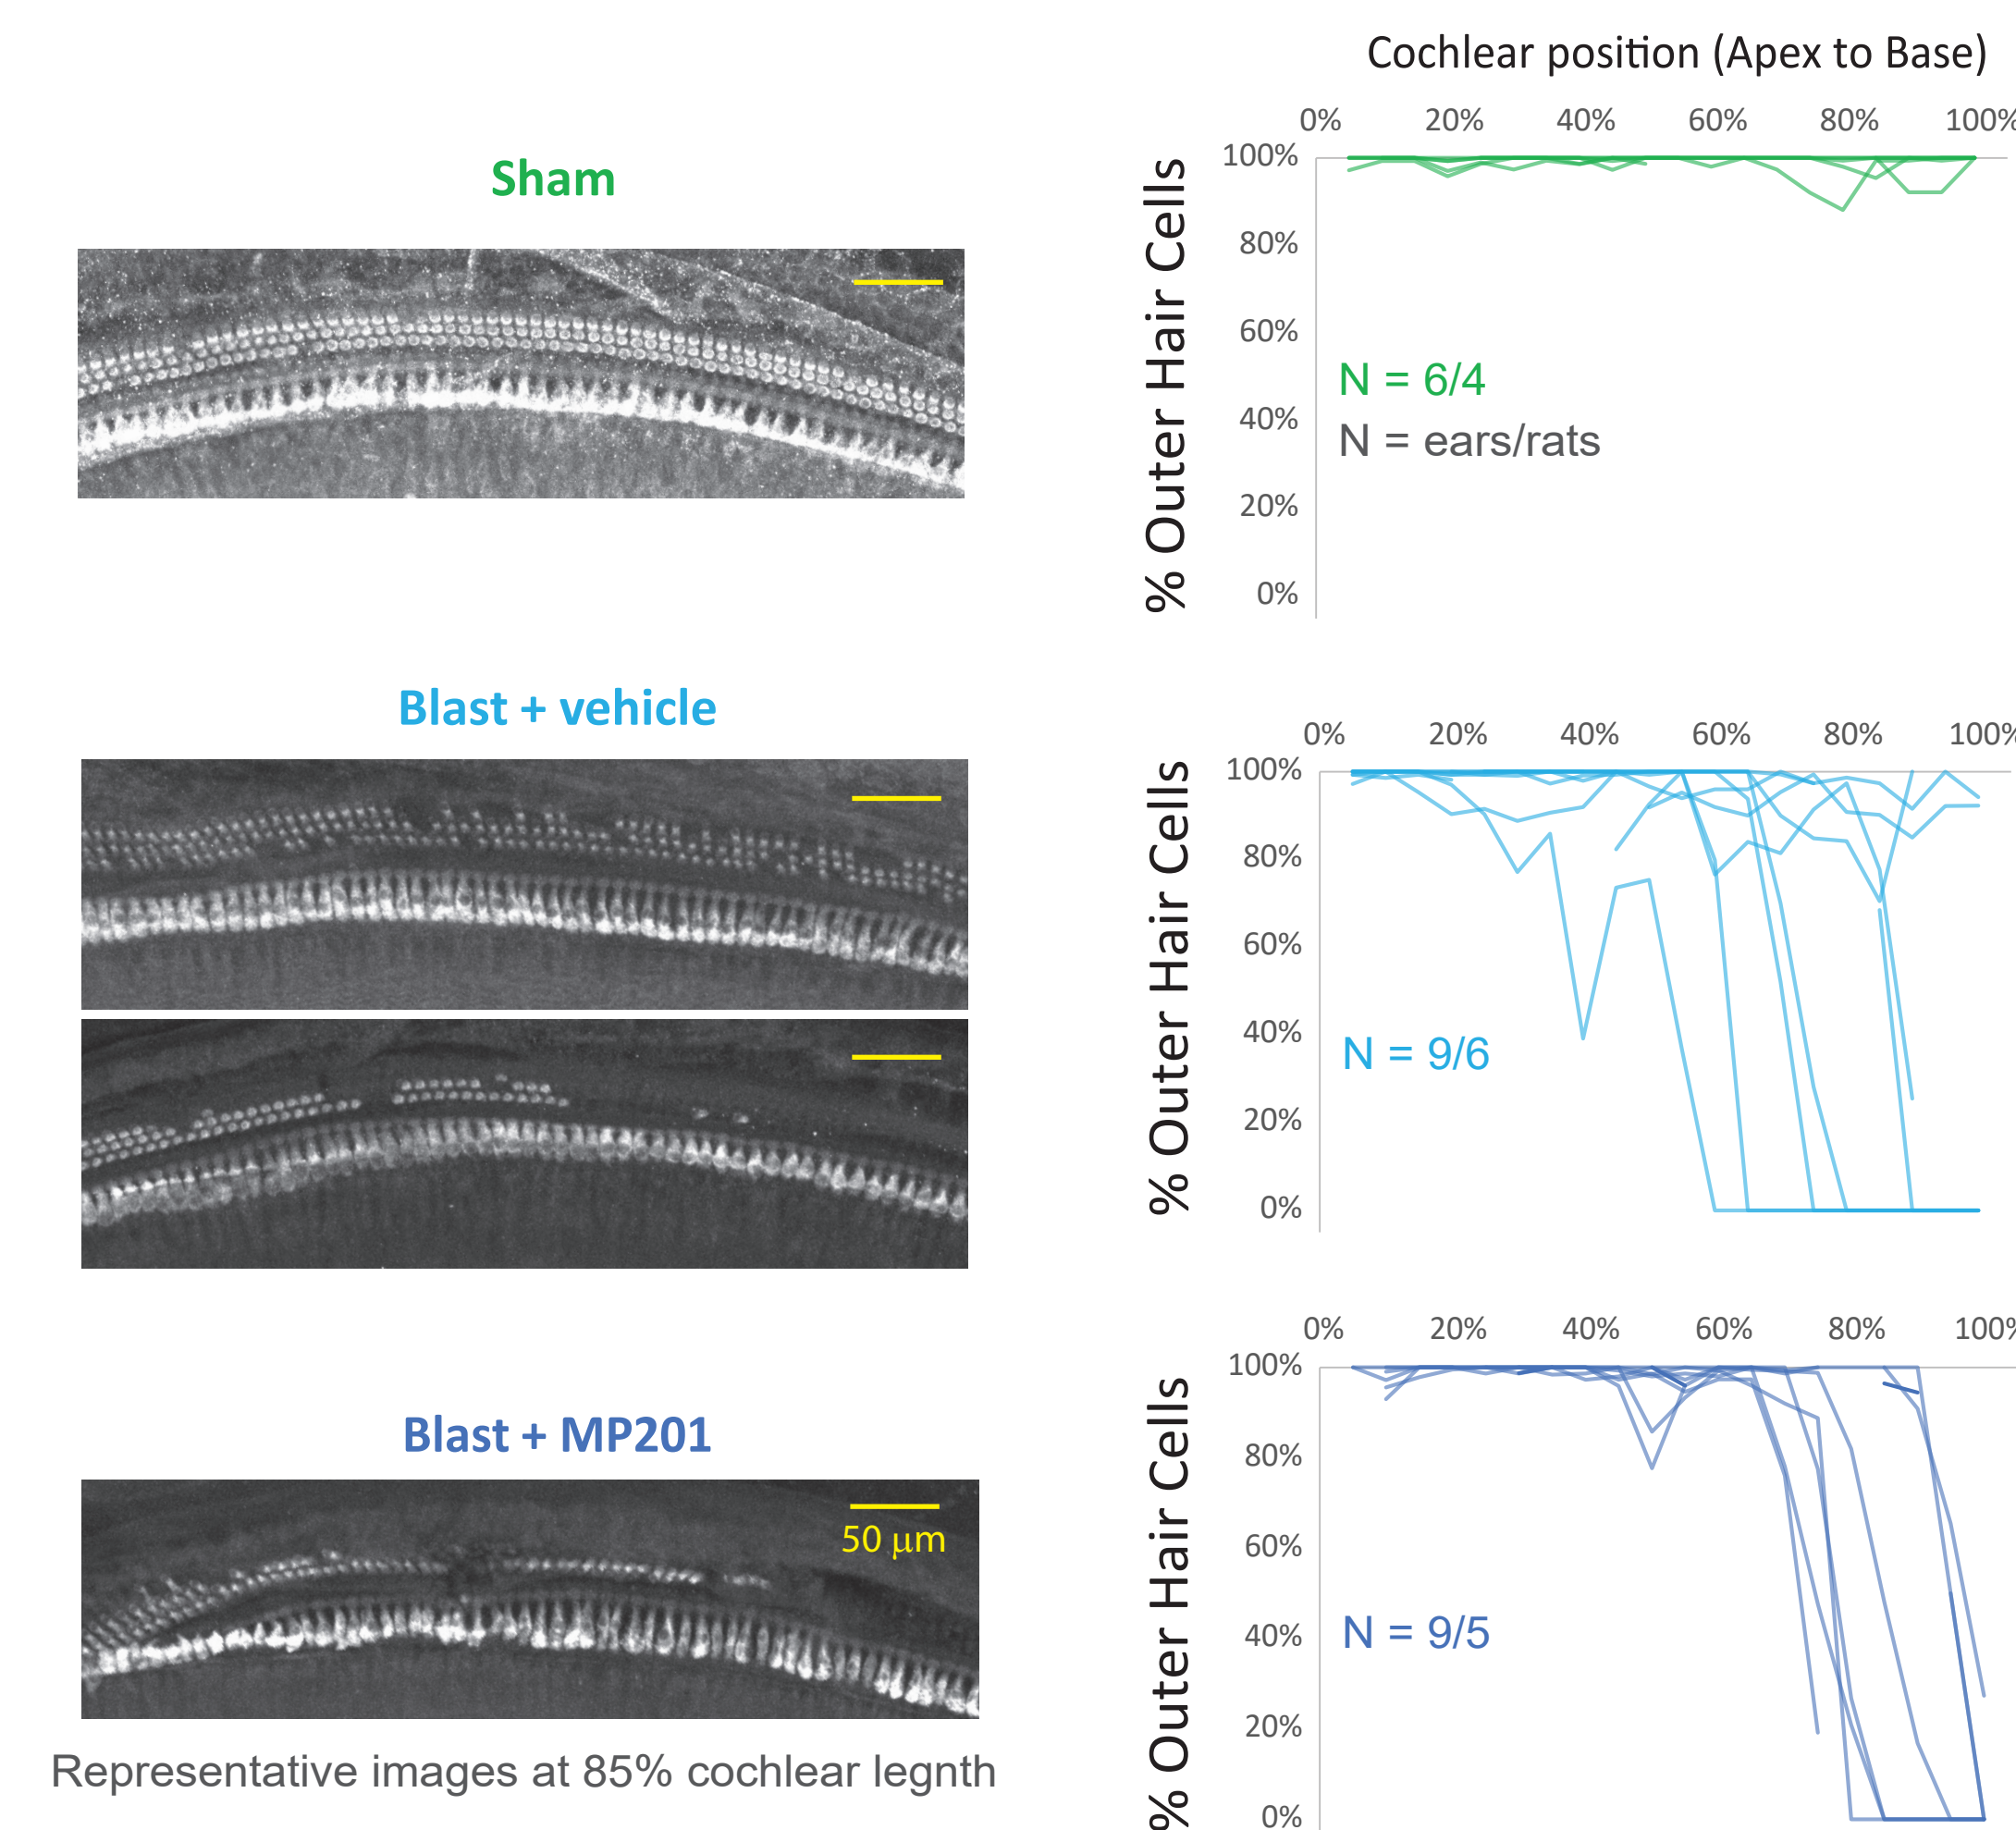 Cochlear position (Apex to Base)
0% 20% 40% 60% 80% 100%
Sham
% Outer Hair Cells
100%
80%
60%
40%
20%
0%
N = 6/4
N = ears/rats
Blast + vehicle
0% 20% 40% 60% 80% 100%
% Outer Hair Cells
100%
80%
60%
40%
20%
0%
N = 9/6
Blast + MP201
50 μm
0% 20% 40% 60% 80% 100%
% Outer Hair Cells
100%
80%
60%
40%
20%
0%
N = 9/5
Representative images at 85% cochlear legnth